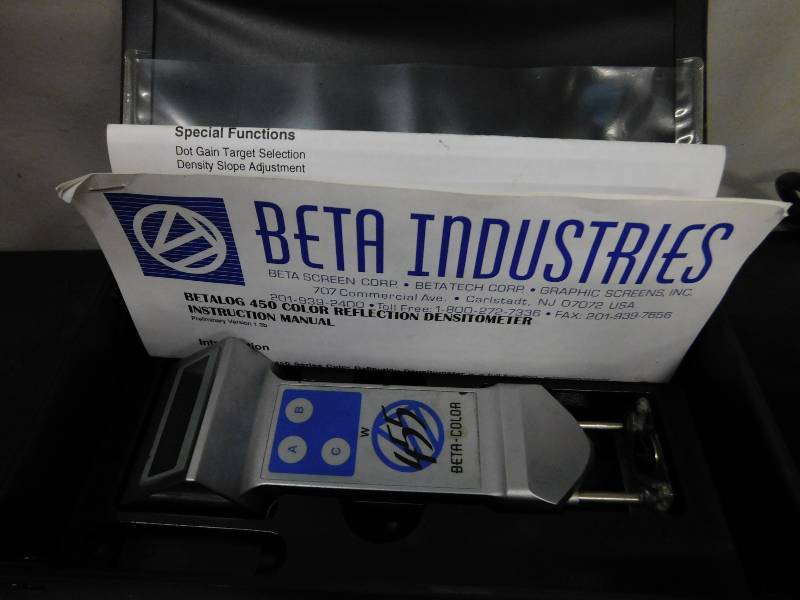 Special Functions
Dot Gain Target Selection
Density Slope Adjustment
BETA INDUSTRIES
BETA SCREEN CORP • BETATECH CORP • GRAPHIC SCREENS, INC.
707 Commercial Ave. • Carlstadt, NJ 07072 USA
201-939-2400 • Toll Free: 1-800-272-7336 • FAX: 201-939-7656
BETALOG 450 COLOR REFLECTION DENSITOMETER
INSTRUCTION MANUAL
Preliminary Version 1.3b
B
A
C
W
455
BETA-COLOR